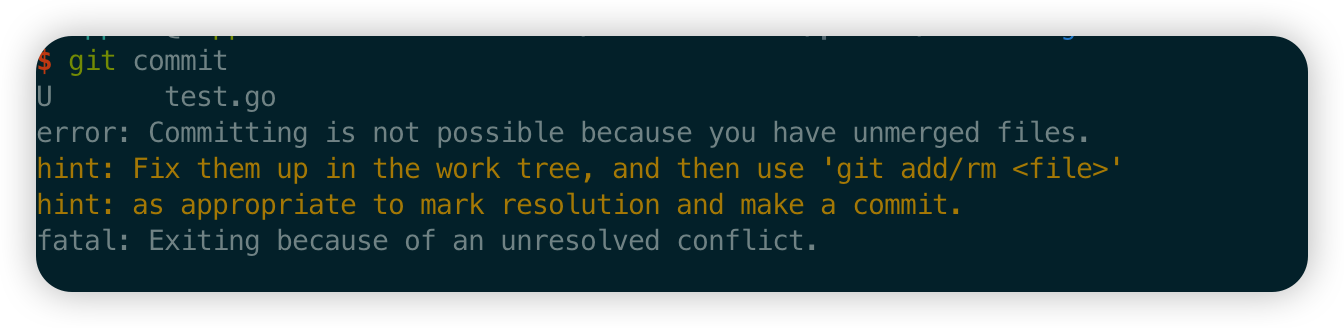 $ git commit
U       test.go
error: Committing is not possible because you have unmerged files.
hint: Fix them up in the work tree, and then use 'git add/rm <file>'
hint: as appropriate to mark resolution and make a commit.
fatal: Exiting because of an unresolved conflict.